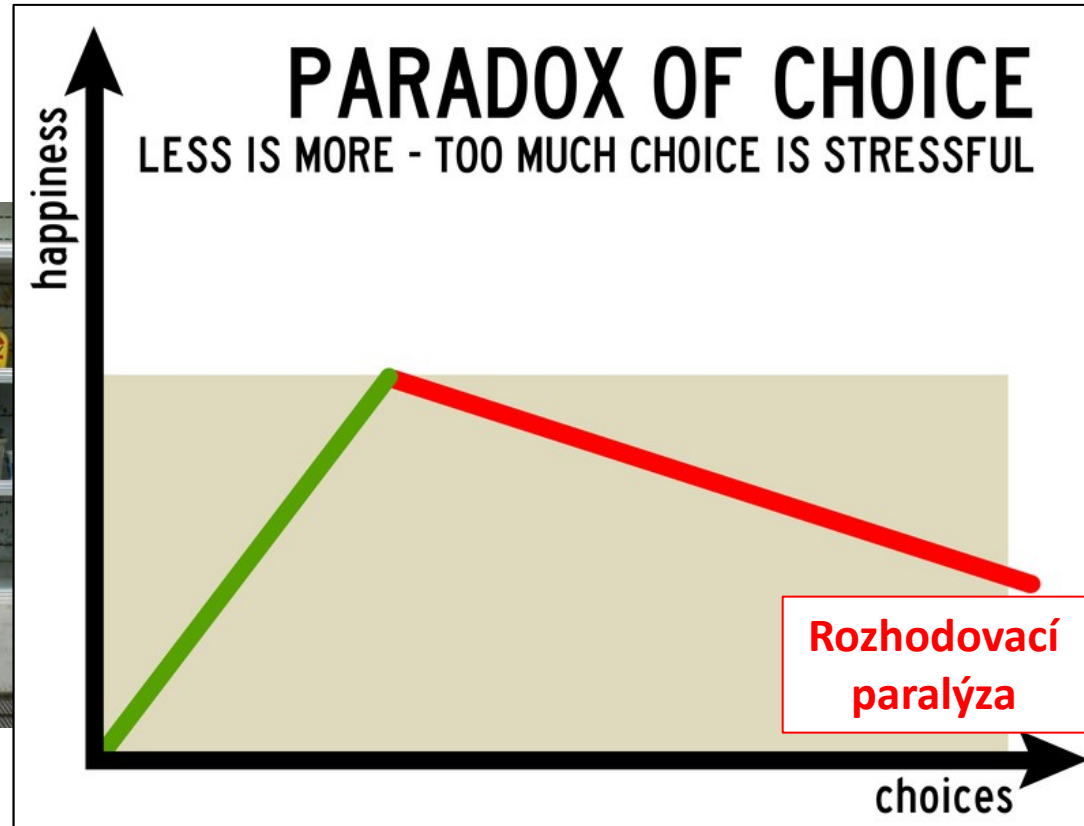 PARADOX OF CHOICE
LESS IS MORE - TOO MUCH CHOICE IS STRESSFUL
happiness
Rozhodovací
paralýza
choices